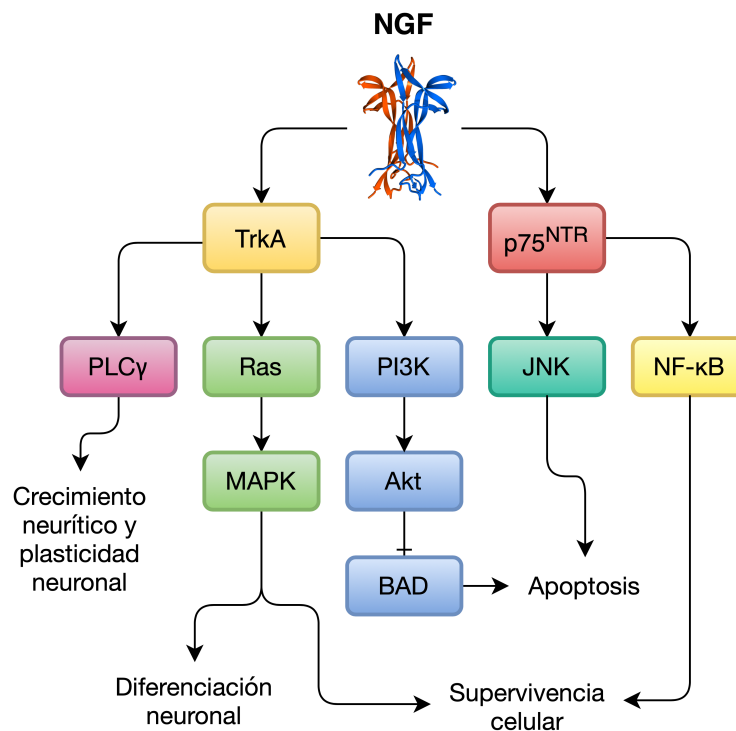 NGF
TrkA
p75NTR
PLCγ
Ras
PI3K
JNK
NF-κB
MAPK
Akt
Crecimiento
neurítico y
plasticidad
neuronal
BAD
Apoptosis
Diferenciación
neuronal
Supervivencia
celular